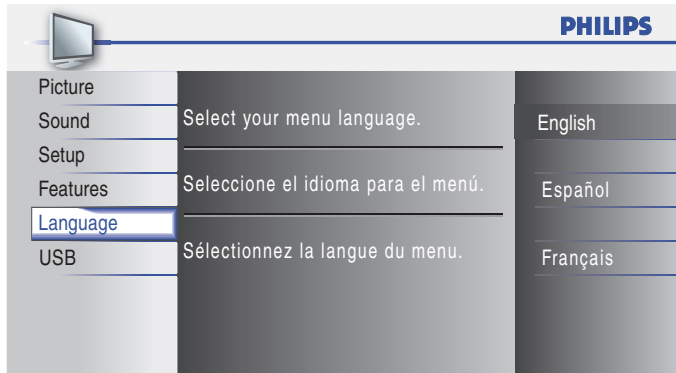 PHILIPS
Picture
Sound
Setup
Features
Language
USB
Select your menu language.
Seleccione el idioma para el menú.
Sélectionnez la langue du menu.
English
Español
Français